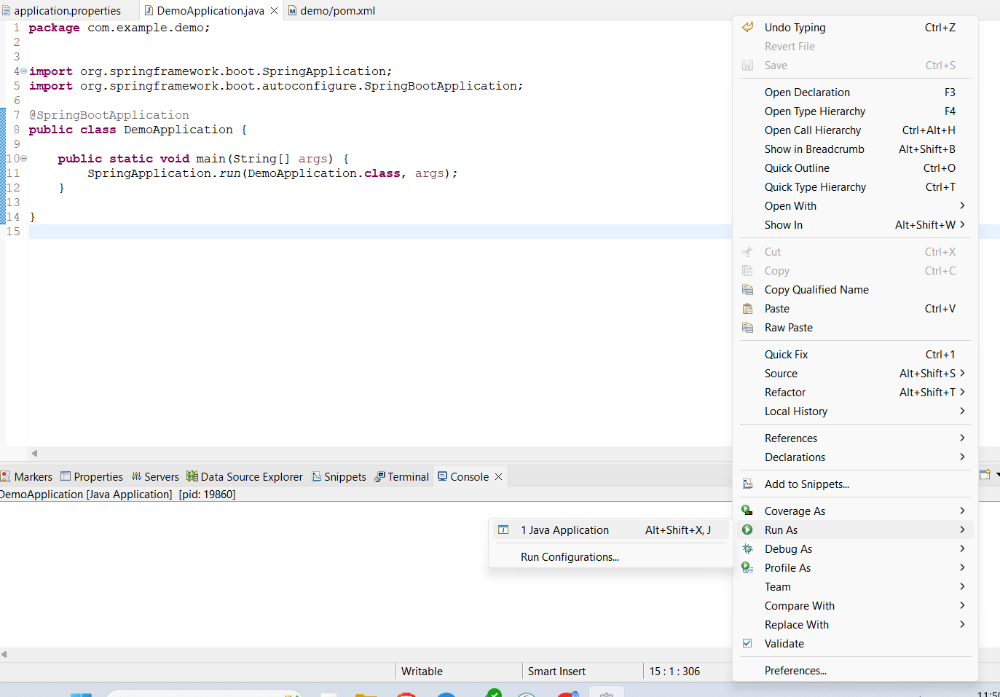 application.properties
DemoApplication.java
demo/pom.xml
1 package com.example.demo;
2
3
4 import org.springframework.boot.SpringApplication;
5 import org.springframework.boot.autoconfigure.SpringBootApplication;
6
7 @SpringBootApplication
8 public class DemoApplication {
9
10 public static void main(String[] args) {
11 SpringApplication.run(DemoApplication.class, args);
12 }
13
14 }
15
Markers Properties Servers Data Source Explorer Snippets Terminal Console
DemoApplication [Java Application] [pid: 19860]
Writable Smart Insert 15 : 1 : 306
Undo Typing Ctrl+Z
Revert File
Save Ctrl+S
Open Declaration F3
Open Type Hierarchy F4
Open Call Hierarchy Ctrl+Alt+H
Show in Breadcrumb Alt+Shift+B
Quick Outline Ctrl+O
Quick Type Hierarchy Ctrl+T
Open With
Show In Alt+Shift+W
Cut Ctrl+X
Copy Ctrl+C
Copy Qualified Name
Paste Ctrl+V
Raw Paste
Quick Fix Ctrl+1
Source Alt+Shift+S
Refactor Alt+Shift+T
Local History
References
Declarations
Add to Snippets...
Coverage As
Run As
Debug As
Profile As
Team
Compare With
Replace With
Validate
Preferences...
1 Java Application Alt+Shift+X, J
Run Configurations...